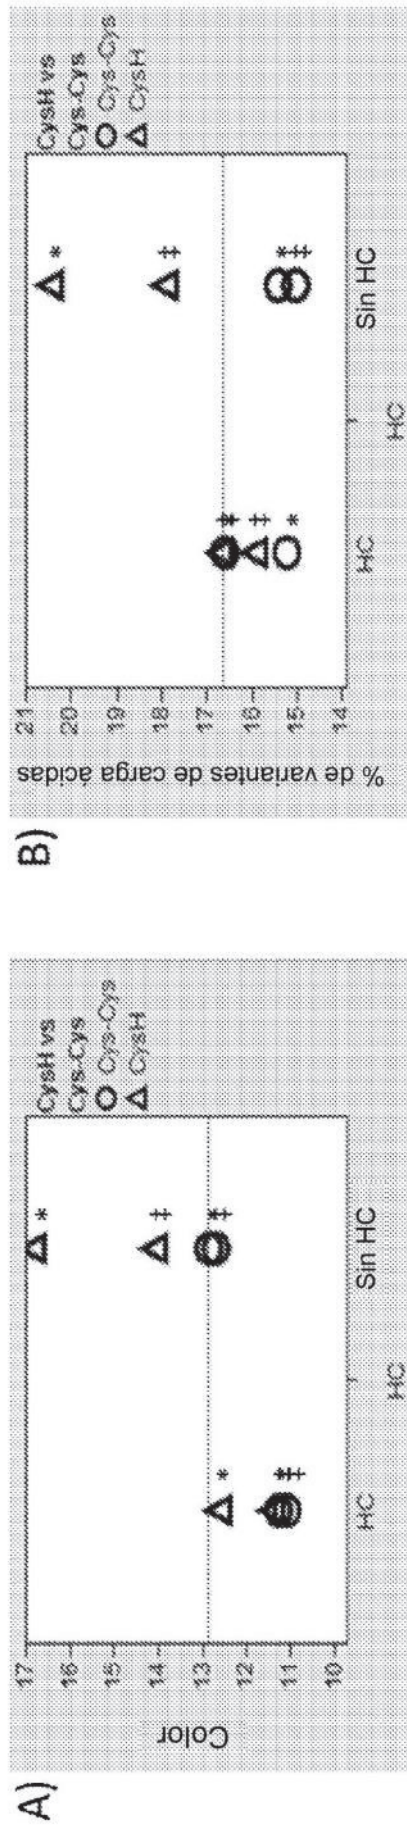 A)
Color
17
16
15
14
13
12
11
10
*
‡
*
‡
*
*
‡
HC
Sin HC
HC
CysH vs
Cys-Cys
Cys-Cys
CysH
B)
% de variantes de carga ácidas
21
20
19
18
17
16
15
14
*
‡
*
‡
‡
‡
*
HC
Sin HC
HC
CysH vs
Cys-Cys
Cys-Cys
CysH